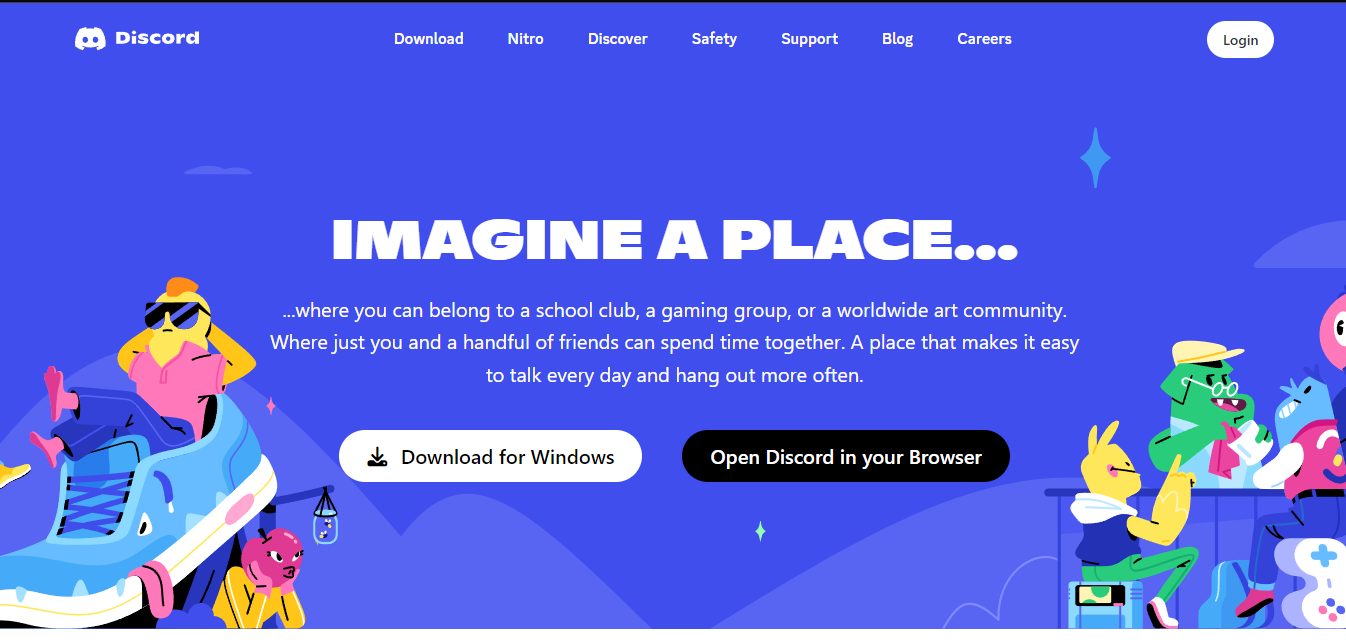 Discord
Download Nitro Discover Safety Support Blog Careers
Login
IMAGINE A PLACE...
...where you can belong to a school club, a gaming group, or a worldwide art community.
Where just you and a handful of friends can spend time together. A place that makes it easy
to talk every day and hang out more often.
Download for Windows
Open Discord in your Browser